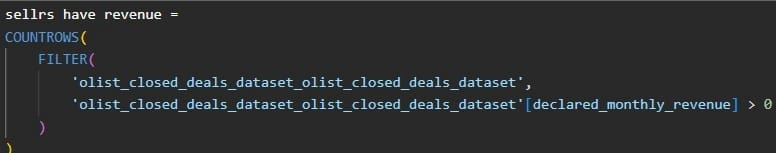 sellrs have revenue =
COUNTROWS(
FILTER(
'olist_closed_deals_dataset_olist_closed_deals_dataset',
'olist_closed_deals_dataset_olist_closed_deals_dataset'[declared_monthly_revenue] > 0
)
)